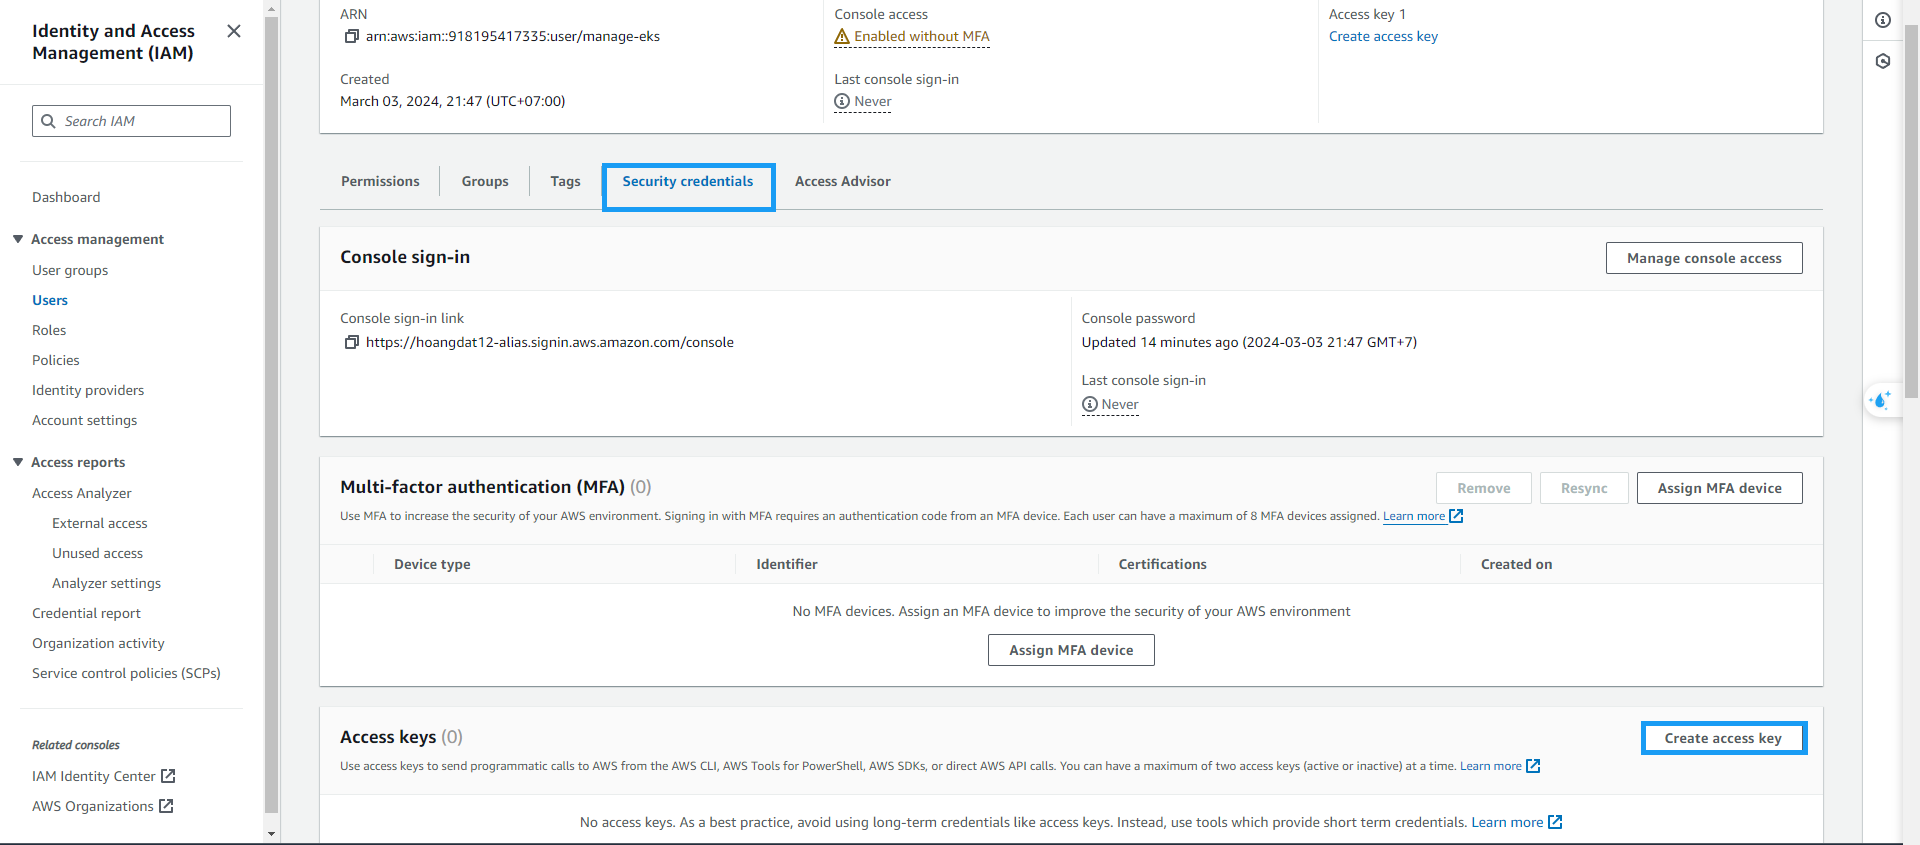 Identity and Access
Management (IAM)
Search IAM
Dashboard
Access management
User groups
Users
Roles
Policies
Identity providers
Account settings
Access reports
Access Analyzer
External access
Unused access
Analyzer settings
Credential report
Organization activity
Service control policies (SCPs)
Related consoles
IAM Identity Center
AWS Organizations
ARN
arn:aws:iam::918195417335:user/manage-eks
Created
March 03, 2024, 21:47 (UTC+07:00)
Console access
Enabled without MFA
Last console sign-in
Never
Access key 1
Create access key
Permissions
Groups
Tags
Security credentials
Access Advisor
Console sign-in
Manage console access
Console sign-in link
https://hoangdat12-alias.signin.aws.amazon.com/console
Console password
Updated 14 minutes ago (2024-03-03 21:47 GMT+7)
Last console sign-in
Never
Multi-factor authentication (MFA) (0)
Remove
Resync
Assign MFA device
Use MFA to increase the security of your AWS environment. Signing in with MFA requires an authentication code from an MFA device. Each user can have a maximum of 8 MFA devices assigned. Learn more
Device type
Identifier
Certifications
Created on
No MFA devices. Assign an MFA device to improve the security of your AWS environment
Assign MFA device
Access keys (0)
Create access key
Use access keys to send programmatic calls to AWS from the AWS CLI, AWS Tools for PowerShell, AWS SDKs, or direct AWS API calls. You can have a maximum of two access keys (active or inactive) at a time. Learn more
No access keys. As a best practice, avoid using long-term credentials like access keys. Instead, use tools which provide short term credentials. Learn more